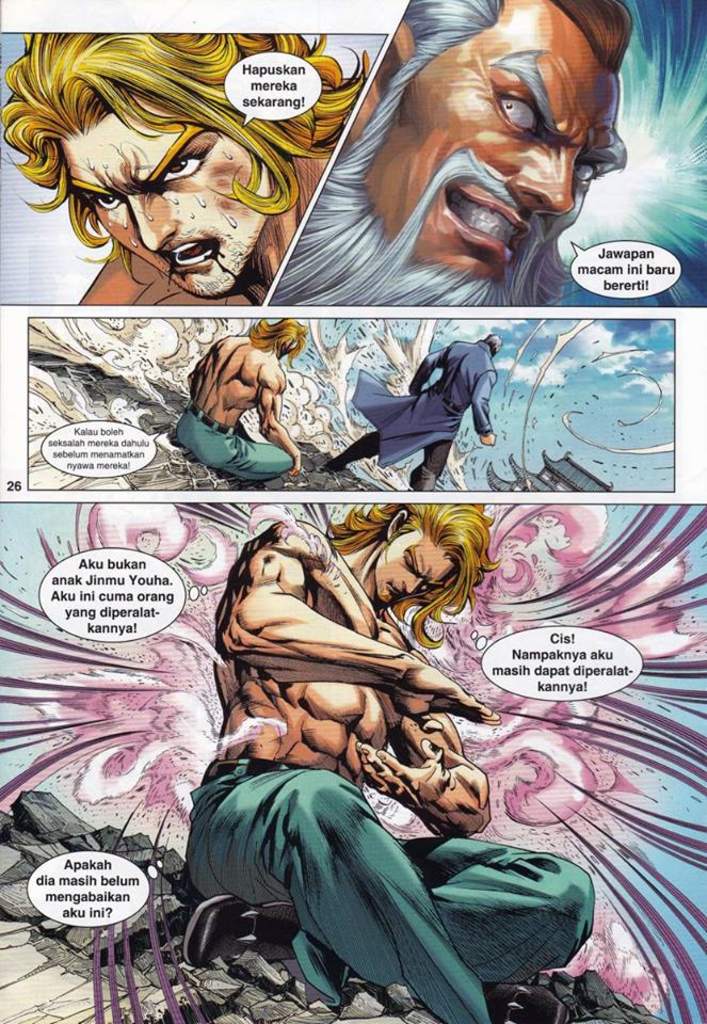 Hapuskan
mereka
sekarang!
Jawapan
macam ini baru
bererti!
Kalau boleh
seksalah mereka dahulu
sebelum menamatkan
nyawa mereka!
26
Aku bukan
anak Jinmu Youha.
Aku ini cuma orang
yang diperalat-
kannya!
Cis!
Nampaknya aku
masih dapat diperalat-
kannya!
Apakah
dia masih belum
mengabaikan
aku ini?